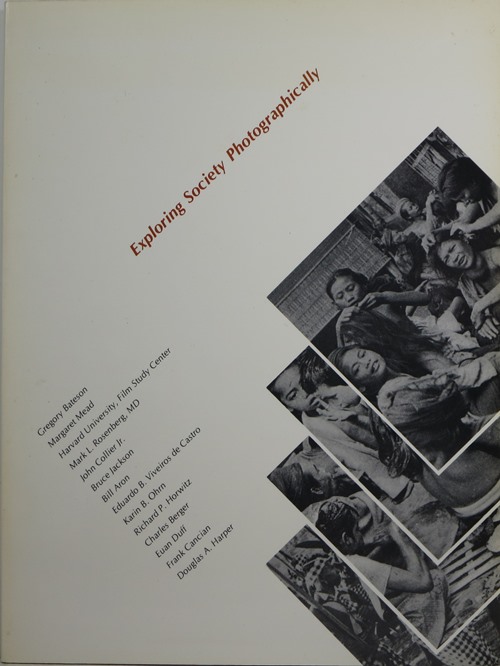 Exploring Society Photographically
Gregory Bateson
Margaret Mead
Harvard University, Film Study Center
Mark L. Rosenberg, MD
John Collier Jr.
Bruce Jackson
Bill Aron
Eduardo B. Viveiros de Castro
Karin B. Ohrn
Richard P. Horwitz
Charles Berger
Euan Duff
Frank Cancian
Douglas A. Harper